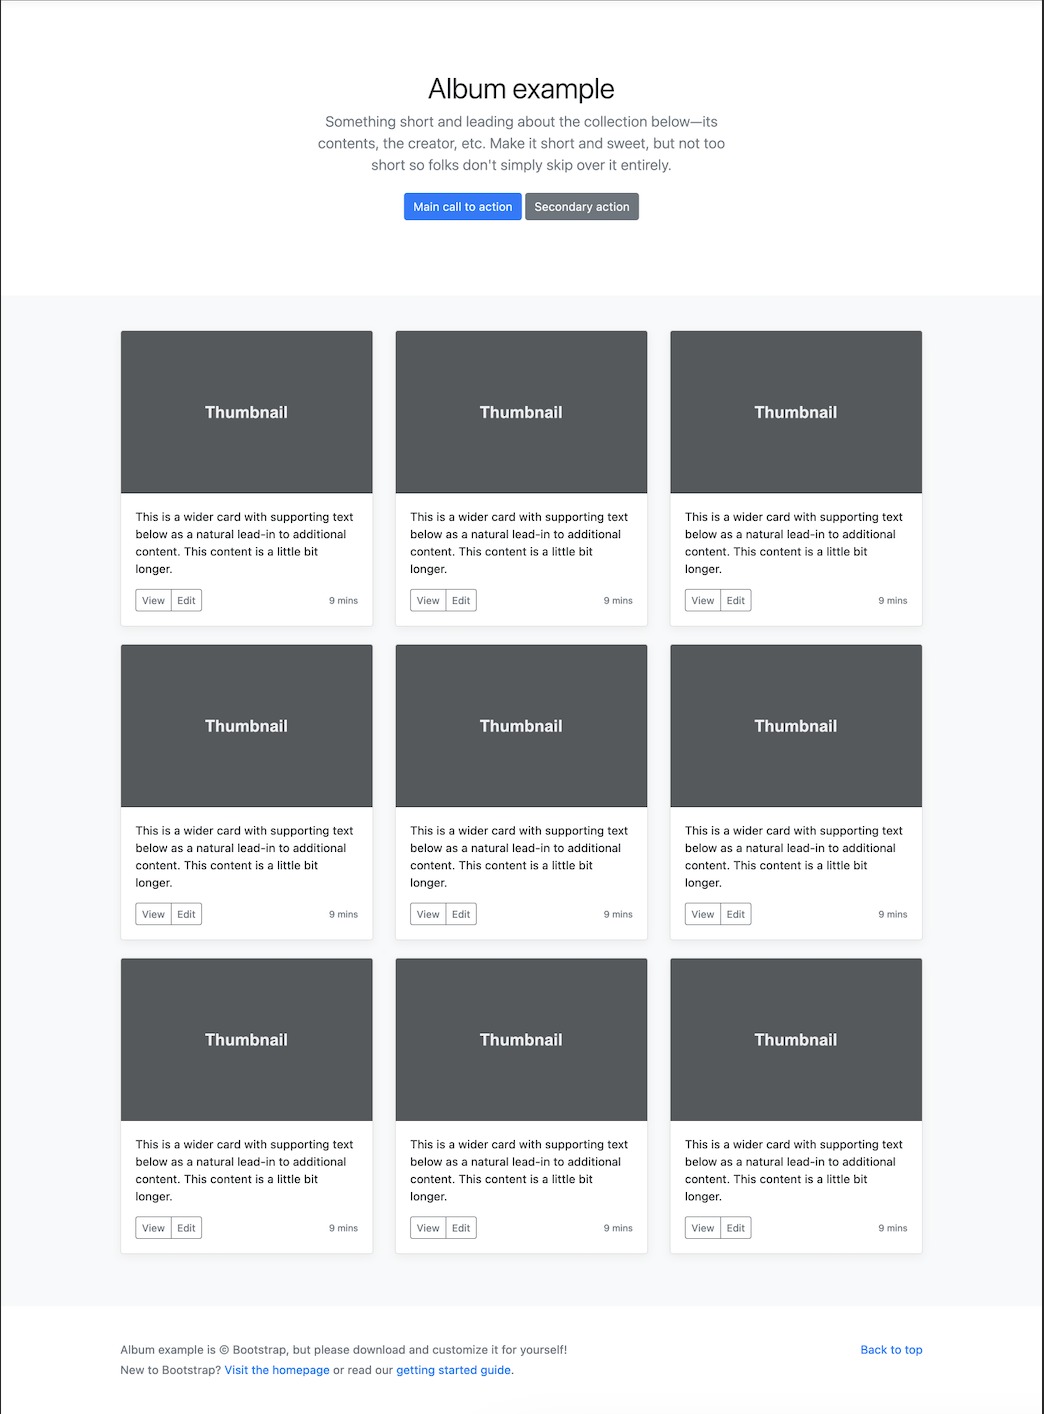 Album example
Something short and leading about the collection below—its
contents, the creator, etc. Make it short and sweet, but not too
short so folks don't simply skip over it entirely.
Main call to action Secondary action
Thumbnail
This is a wider card with supporting text
below as a natural lead-in to additional
content. This content is a little bit
longer.
View Edit 9 mins
Thumbnail
This is a wider card with supporting text
below as a natural lead-in to additional
content. This content is a little bit
longer.
View Edit 9 mins
Thumbnail
This is a wider card with supporting text
below as a natural lead-in to additional
content. This content is a little bit
longer.
View Edit 9 mins
Thumbnail
This is a wider card with supporting text
below as a natural lead-in to additional
content. This content is a little bit
longer.
View Edit 9 mins
Thumbnail
This is a wider card with supporting text
below as a natural lead-in to additional
content. This content is a little bit
longer.
View Edit 9 mins
Thumbnail
This is a wider card with supporting text
below as a natural lead-in to additional
content. This content is a little bit
longer.
View Edit 9 mins
Thumbnail
This is a wider card with supporting text
below as a natural lead-in to additional
content. This content is a little bit
longer.
View Edit 9 mins
Thumbnail
This is a wider card with supporting text
below as a natural lead-in to additional
content. This content is a little bit
longer.
View Edit 9 mins
Thumbnail
This is a wider card with supporting text
below as a natural lead-in to additional
content. This content is a little bit
longer.
View Edit 9 mins
Album example is © Bootstrap, but please download and customize it for yourself! Back to top
New to Bootstrap? Visit the homepage or read our getting started guide.